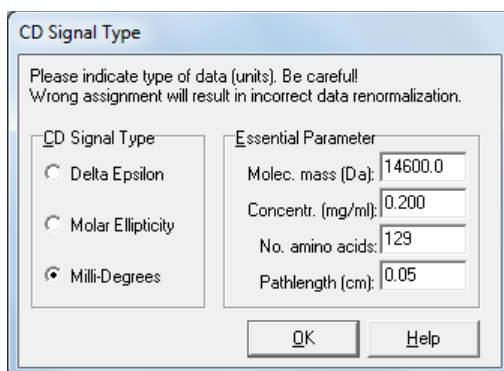 CD Signal Type
Please indicate type of data (units). Be careful!
Wrong assignment will result in incorrect data renormalization.
CD Signal Type
Delta Epsilon
Molar Ellipticity
Milli-Degrees
Essential Parameter
Molec. mass (Da): 14600.0
Concentr. (mg/ml): 0.200
No. amino acids: 129
Pathlength (cm): 0.05
OK Help